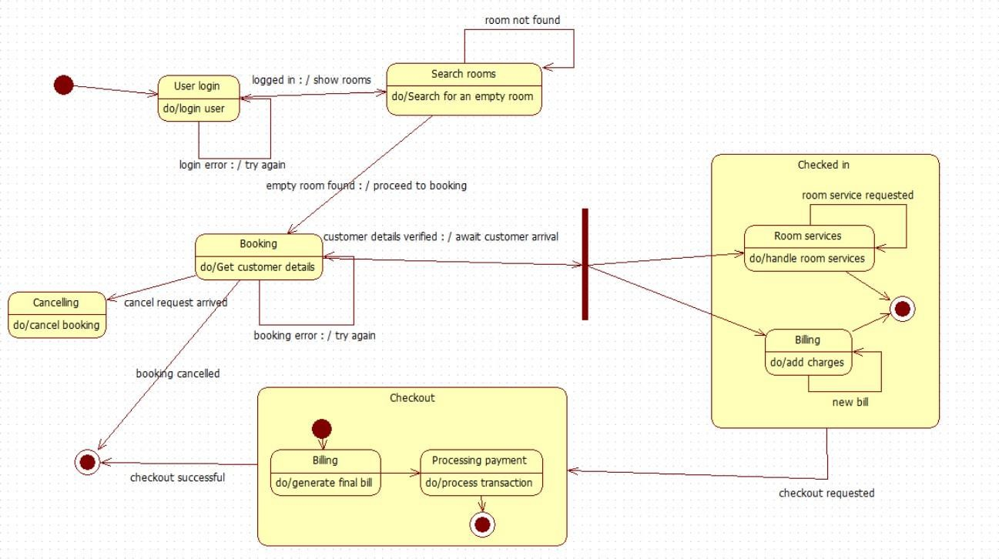 room not found
User login
do/login user
logged in : / show rooms
Search rooms
do/Search for an empty room
login error : / try again
empty room found : / proceed to booking
Checked in
room service requested
Room services
do/handle room services
customer details verified : / await customer arrival
Booking
do/Get customer details
Cancelling
do/cancel booking
cancel request arrived
booking error : / try again
Billing
do/add charges
new bill
booking cancelled
Checkout
Billing
do/generate final bill
Processing payment
do/process transaction
checkout successful
checkout requested